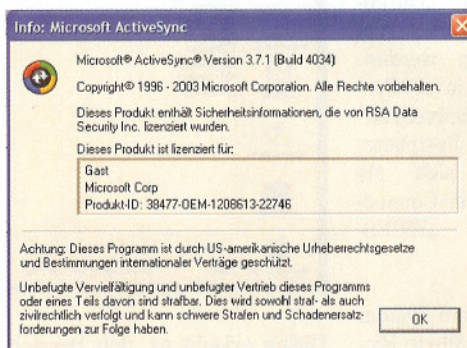 Info: Microsoft ActiveSync
Microsoft® ActiveSync® Version 3.7.1 (Build 4034)
Copyright© 1996 - 2003 Microsoft Corporation. Alle Rechte vorbehalten.
Dieses Produkt enthält Sicherheitsinformationen, die von RSA Data
Security Inc. lizenziert wurden.
Dieses Produkt ist lizenziert für:
Gast
Microsoft Corp
Produkt-ID: 38477-OEM-1208613-22746
Achtung: Dieses Programm ist durch US-amerikanische Urheberrechtsgesetze
und Bestimmungen internationaler Verträge geschützt.
Unbefugte Vervielfältigung und unbefugter Vertrieb dieses Programms
oder eines Teils davon sind strafbar. Dies wird sowohl straf- als auch
zivilrechtlich verfolgt und kann schwere Strafen und Schadenersatz-
forderungen zur Folge haben.
OK